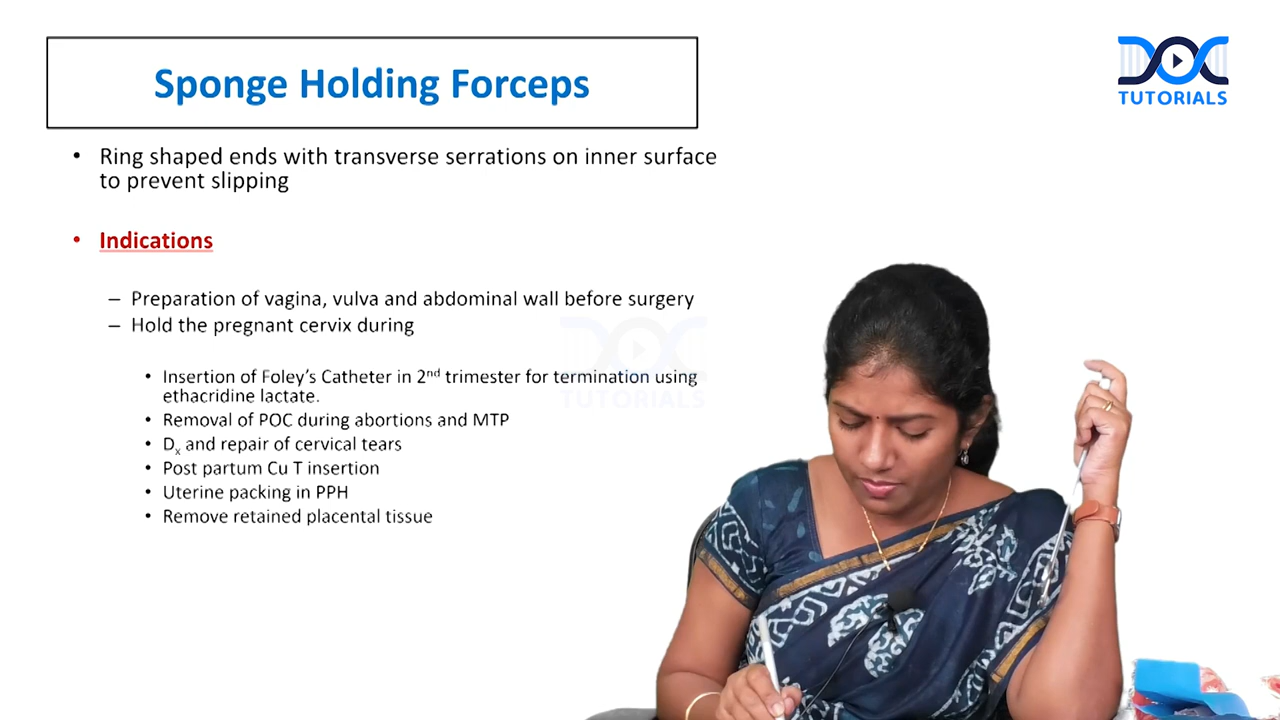 Sponge Holding Forceps
TUTORIALS
• Ring shaped ends with transverse serrations on inner surface
to prevent slipping
• Indications
– Preparation of vagina, vulva and abdominal wall before surgery
– Hold the pregnant cervix during
• Insertion of Foley's Catheter in 2nd trimester for termination using
ethacridine lactate.
• Removal of POC during abortions and MTP
• Dx and repair of cervical tears
• Post partum Cu T insertion
• Uterine packing in PPH
• Remove retained placental tissue
TUTORIALS